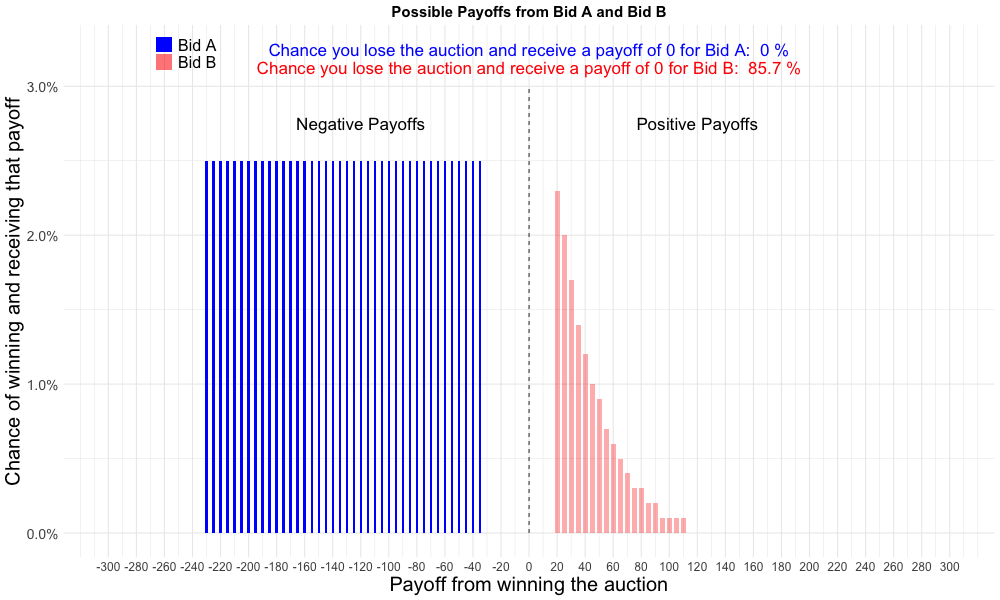 Possible Payoffs from Bid A and Bid B
Bid A
Bid B
Chance you lose the auction and receive a payoff of 0 for Bid A:  0 %
Chance you lose the auction and receive a payoff of 0 for Bid B:  85.7 %
Negative Payoffs
Positive Payoffs
Chance of winning and receiving that payoff
3.0%
2.0%
1.0%
0.0%
-300 -280 -260 -240 -220 -200 -180 -160 -140 -120 -100 -80 -60 -40 -20 0 20 40 60 80 100 120 140 160 180 200 220 240 260 280 300
Payoff from winning the auction